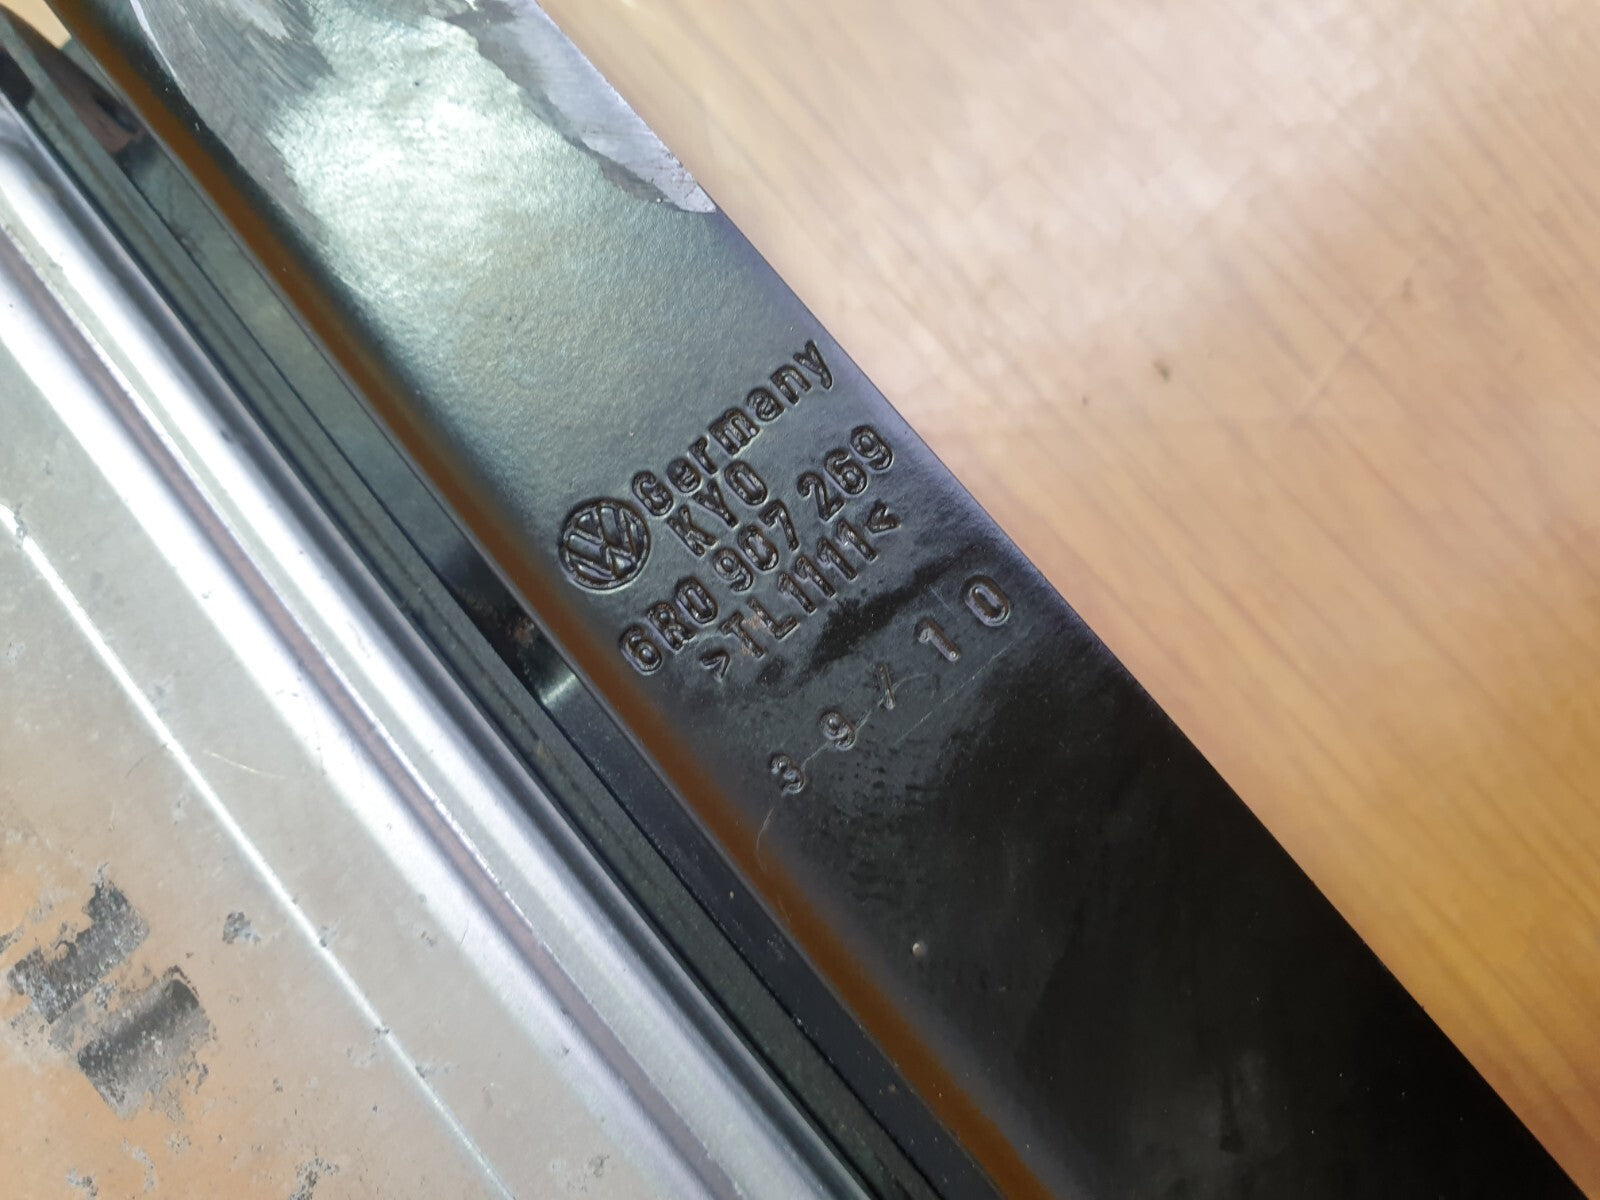 Germany
KYO
6R0 907 269
>TL1111<
39/10